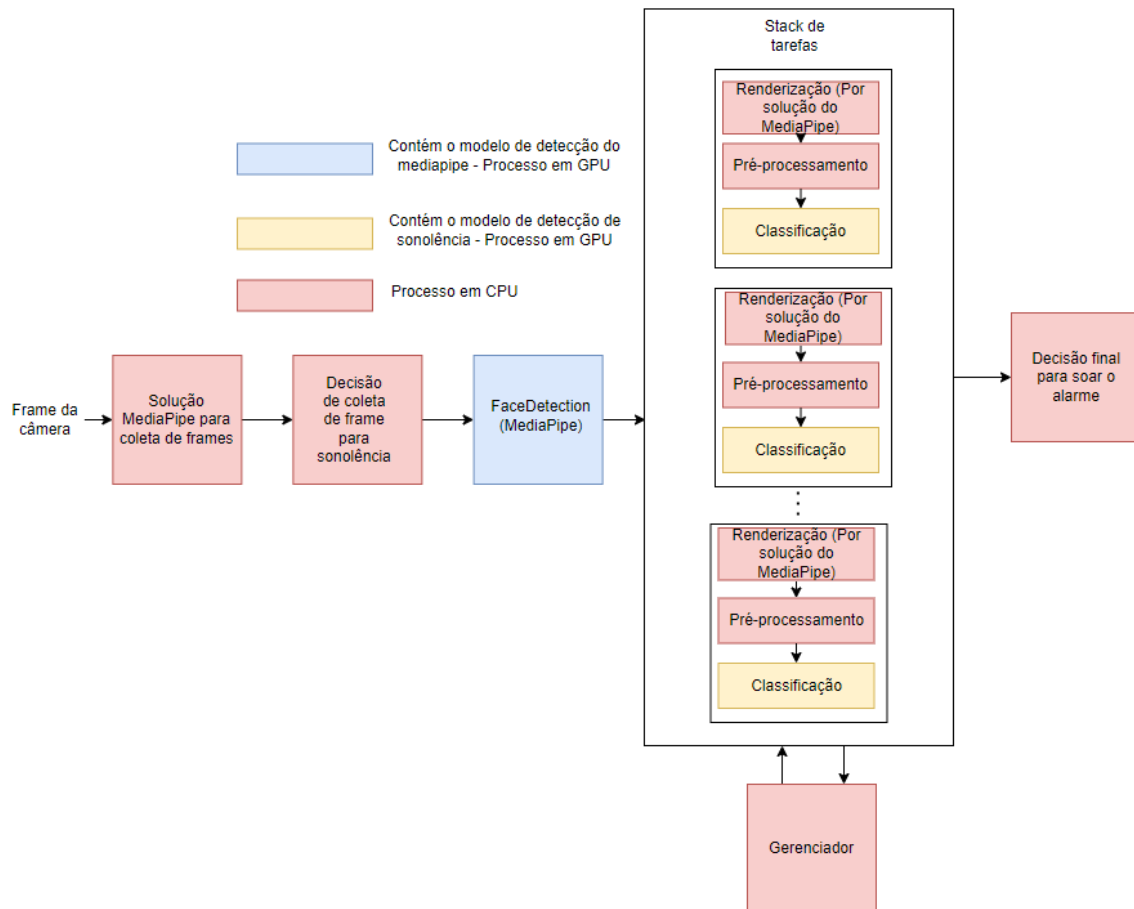 Stack de
tarefas
Renderização (Por
solução do
MediaPipe)
Pré-processamento
Classificação
Contém o modelo de detecção do
mediapipe - Processo em GPU
Contém o modelo de detecção de
sonolência - Processo em GPU
Processo em CPU
Renderização (Por
solução do
MediaPipe)
Pré-processamento
Classificação
Frame da
câmera
Solução
MediaPipe para
coleta de frames
Decisão
de coleta
de frame
para
sonolência
FaceDetection
(MediaPipe)
Decisão final
para soar o
alarme
Renderização (Por
solução do
MediaPipe)
Pré-processamento
Classificação
Gerenciador